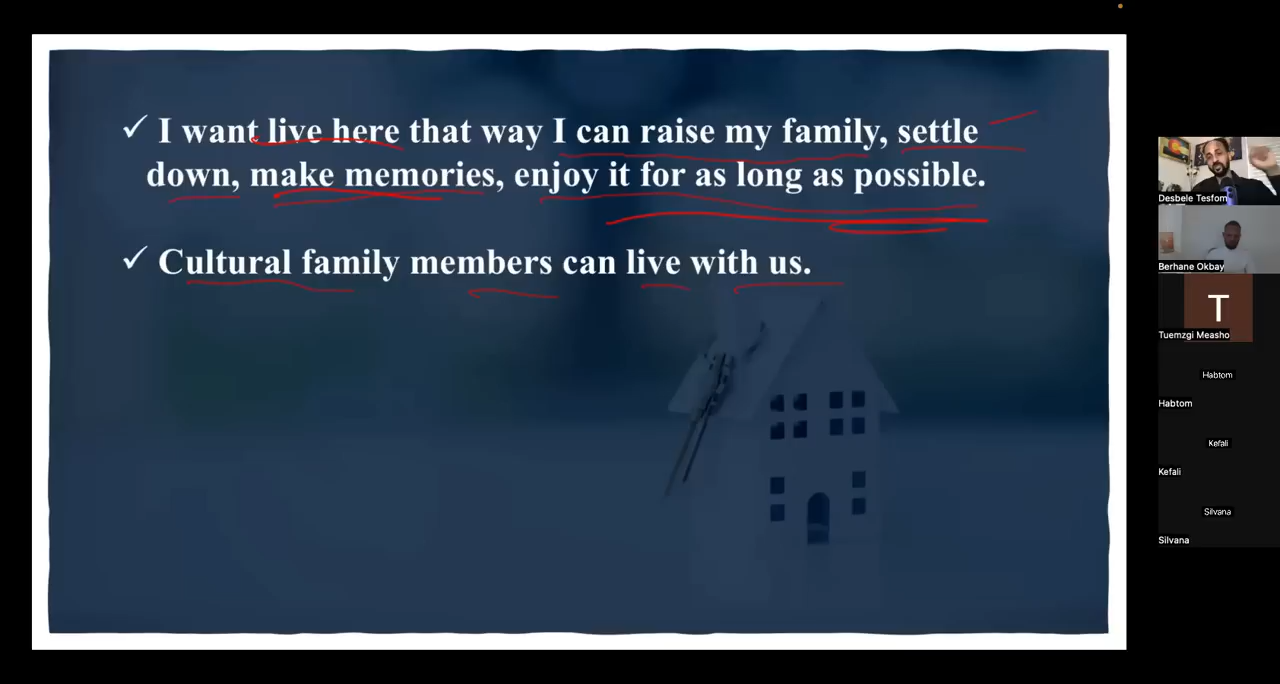 ✓ I want live here that way I can raise my family, settle
down, make memories, enjoy it for as long as possible.
✓ Cultural family members can live with us.
Desbele Tesfom
Berhane Okbay
T
Tuemzgi Measho
Habtom
Habtom
Kefali
Kefali
Silvana
Silvana